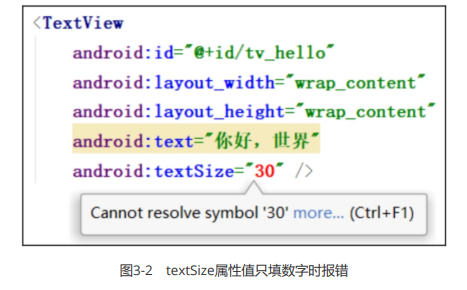 <TextView
android:id="@+id/tv_hello"
android:layout_width="wrap_content"
android:layout_height="wrap_content"
android:text="你好，世界"
android:textSize="30" />
Cannot resolve symbol '30' more... (Ctrl+F1)
图3-2 textSize属性值只填数字时报错